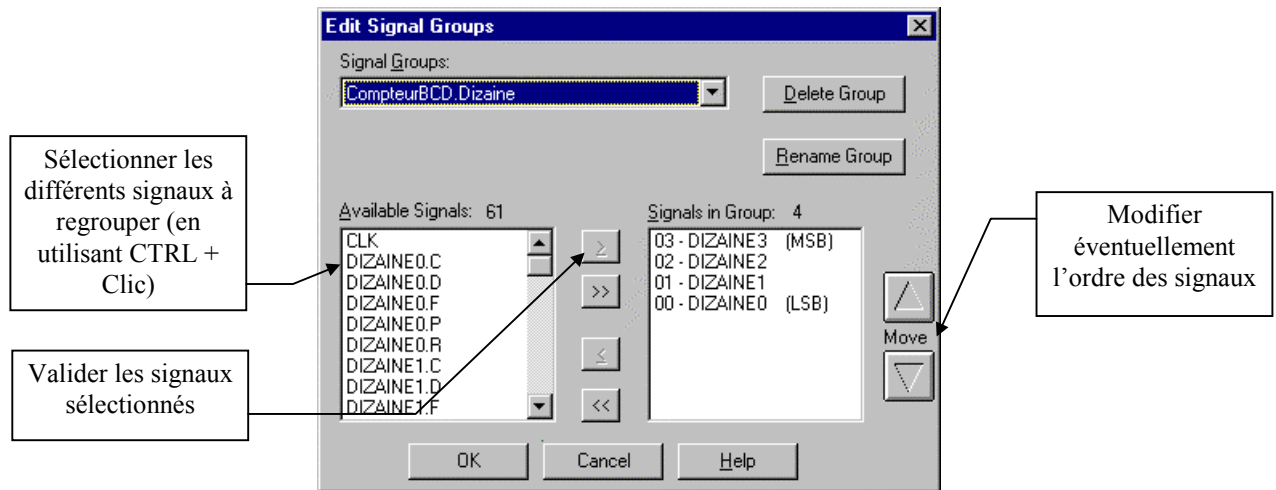 Edit Signal Groups
Signal Groups:
CompteurBCD.Dizaine
Delete Group
Rename Group
Sélectionner les
différents signaux à
regrouper (en
utilisant CTRL +
Clic)
Valider les signaux
sélectionnés
Available Signals: 61
CLK
DIZAINE0.C
DIZAINE0.D
DIZAINE0.F
DIZAINE0.P
DIZAINE0.R
DIZAINE1.C
DIZAINE1.D
DIZAINE1.F
>
>>
<
<<
Signals in Group: 4
03 - DIZAINE3 (MSB)
02 - DIZAINE2
01 - DIZAINE1
00 - DIZAINE0 (LSB)
Move
Modifier
éventuellement
l'ordre des signaux
OK
Cancel
Help